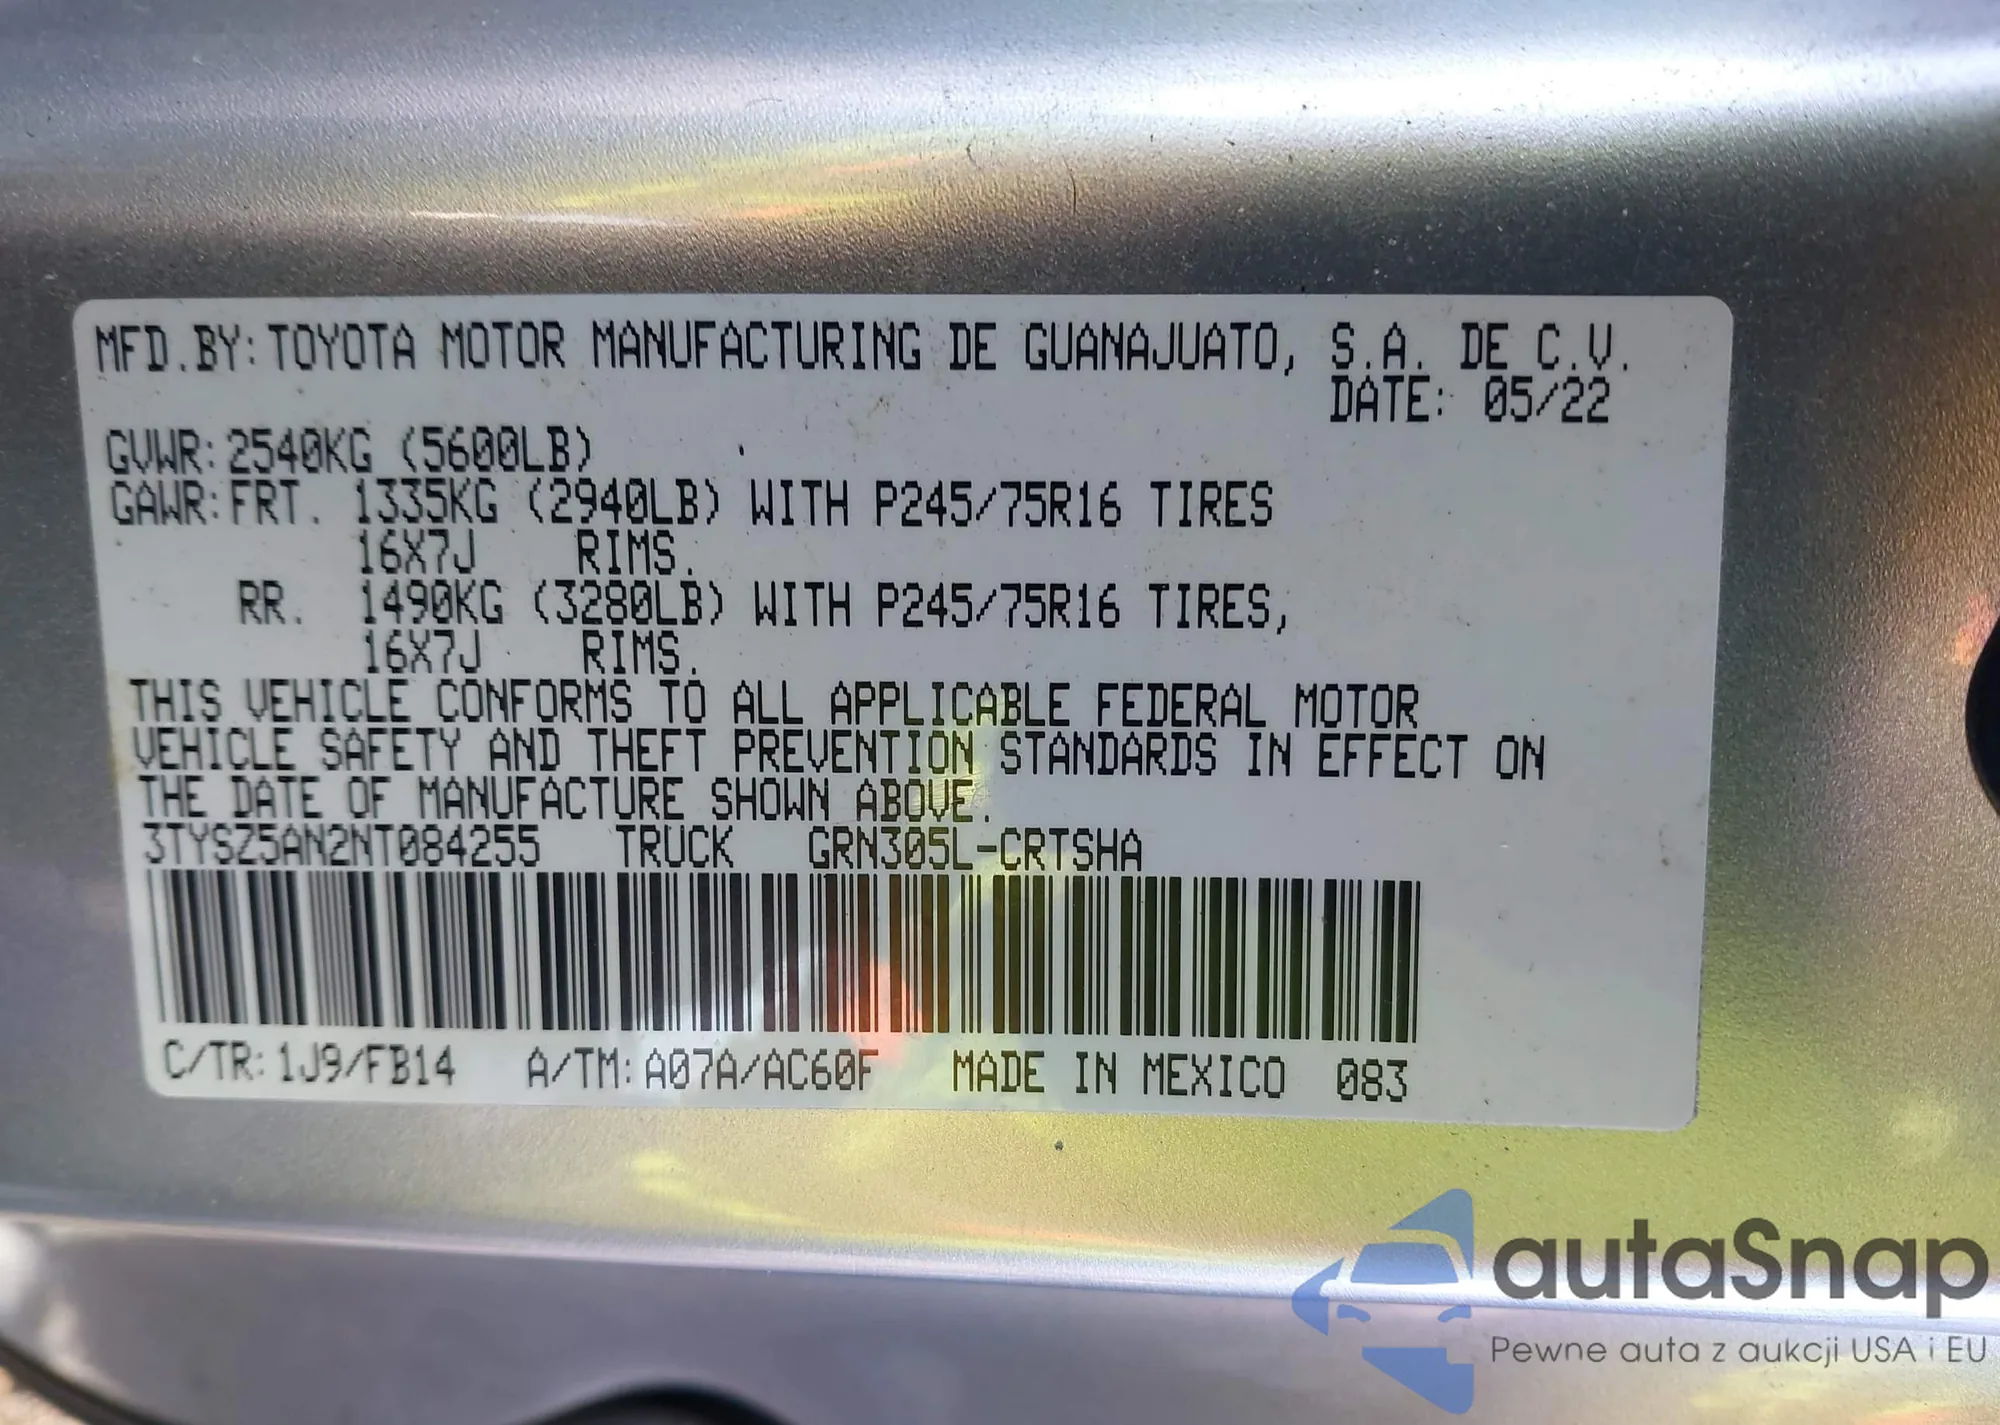 MFD.BY:TOYOTA MOTOR MANUFACTURING DE GUANAJUATO, S.A. DE C.V.
DATE: 05/22
GVWR:2540KG (5600LB)
GAWR:FRT. 1335KG (2940LB) WITH P245/75R16 TIRES
16X7J RIMS.
RR. 1490KG (3280LB) WITH P245/75R16 TIRES,
16X7J RIMS.
THIS VEHICLE CONFORMS TO ALL APPLICABLE FEDERAL MOTOR
VEHICLE SAFETY AND THEFT PREVENTION STANDARDS IN EFFECT ON
THE DATE OF MANUFACTURE SHOWN ABOVE.
3TYSZ5AN2NT084255 TRUCK GRN305L-CRTSHA
C/TR:1J9/FB14 A/TM:A07A/AC60F MADE IN MEXICO 083
autaSnap
Pewne auta z aukcji USA i EU